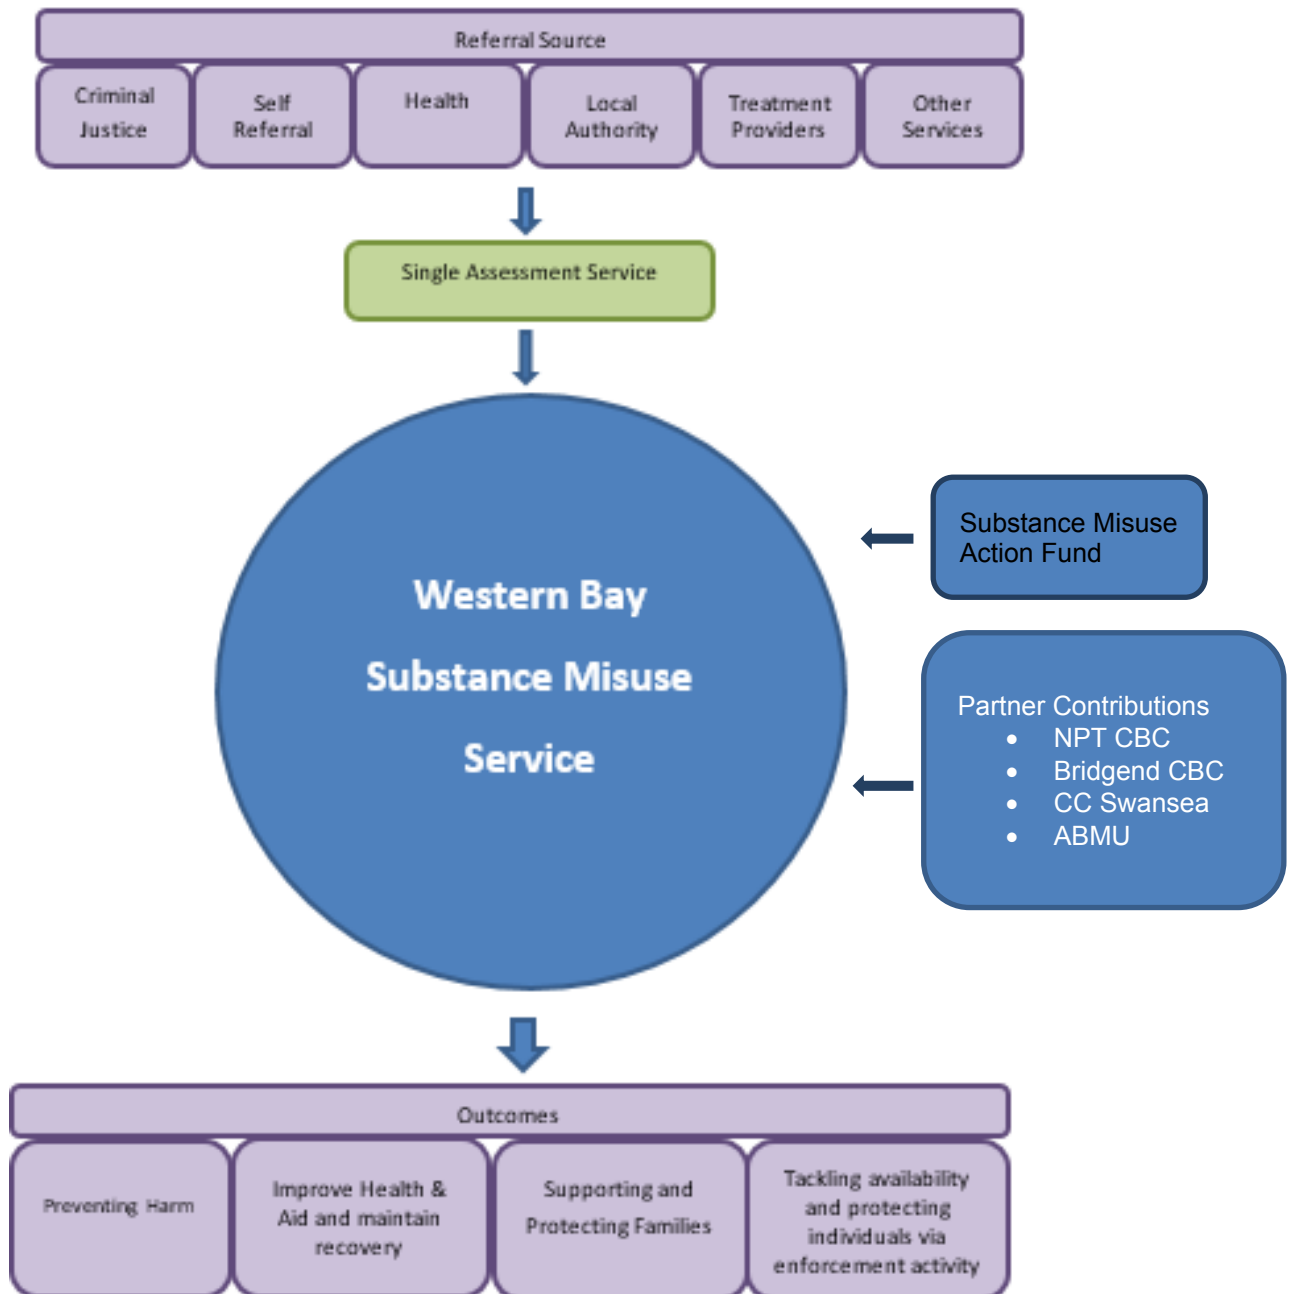 Referral Source
Criminal
Justice
Self
Referral
Health
Local
Authority
Treatment
Providers
Other
Services
Single Assessment Service
Western Bay
Substance Misuse
Service
Substance Misuse
Action Fund
Partner Contributions
• NPT CBC
• Bridgend CBC
• CC Swansea
• ABMU
Outcomes
Preventing Harm
Improve Health &
Aid and maintain
recovery
Supporting and
Protecting Families
Tackling availability
and protecting
individuals via
enforcement activity